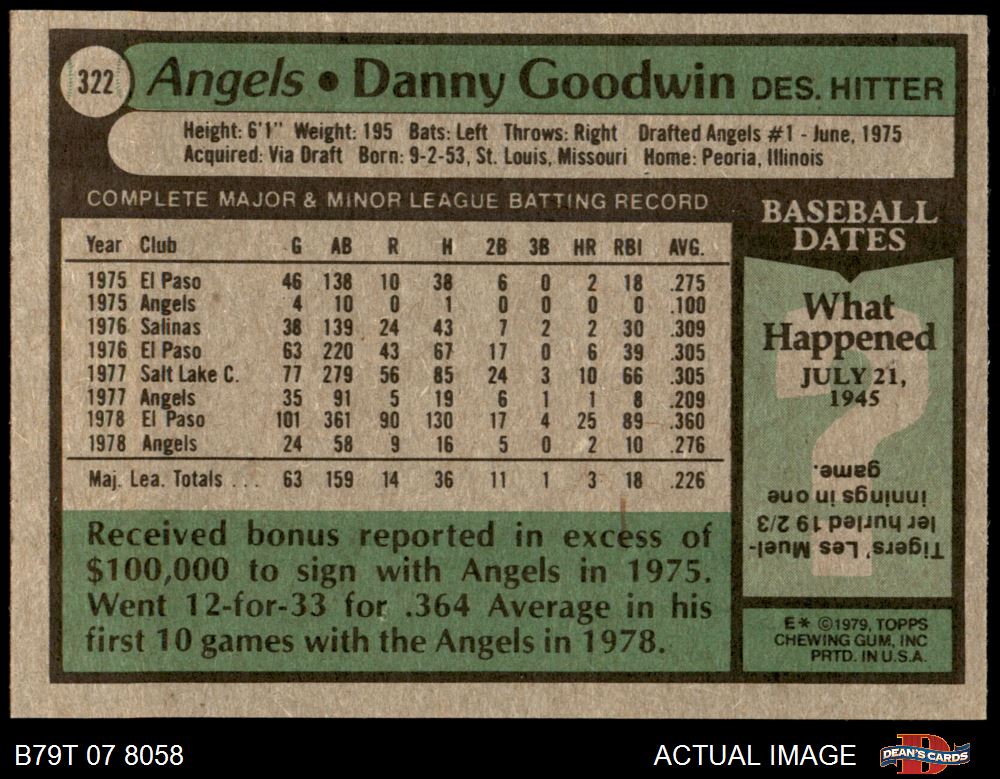 322 Angels • Danny Goodwin DES. HITTER
Height: 6'1" Weight: 195 Bats: Left Throws: Right Drafted Angels #1 - June, 1975
Acquired: Via Draft Born: 9-2-53, St. Louis, Missouri Home: Peoria, Illinois
COMPLETE MAJOR & MINOR LEAGUE BATTING RECORD
Year Club G AB R H 2B 3B HR RBI AVG.
1975 El Paso 46 138 10 38 6 0 2 18 .275
1975 Angels 4 10 0 1 0 0 0 0 .100
1976 Salinas 38 139 24 43 7 2 2 30 .309
1976 El Paso 63 220 43 67 17 0 6 39 .305
1977 Salt Lake C. 77 279 56 85 24 3 10 66 .305
1977 Angels 35 91 5 19 6 1 1 8 .209
1978 El Paso 101 361 90 130 17 4 25 89 .360
1978 Angels 24 58 9 16 5 0 2 10 .276
Maj. Lea. Totals ... 63 159 14 36 11 1 3 18 .226
Received bonus reported in excess of
$100,000 to sign with Angels in 1975.
Went 12-for-33 for .364 Average in his
first 10 games with the Angels in 1978.
BASEBALL
DATES
What
Happened
JULY 21,
1945
Tigers' Les Muel-
ler hurled 19 2/3
innings in one
game.
E* ©1979, TOPPS
CHEWING GUM, INC
PRTD. IN U.S.A.
B79T 07 8058
ACTUAL IMAGE
DEAN'S CARDS